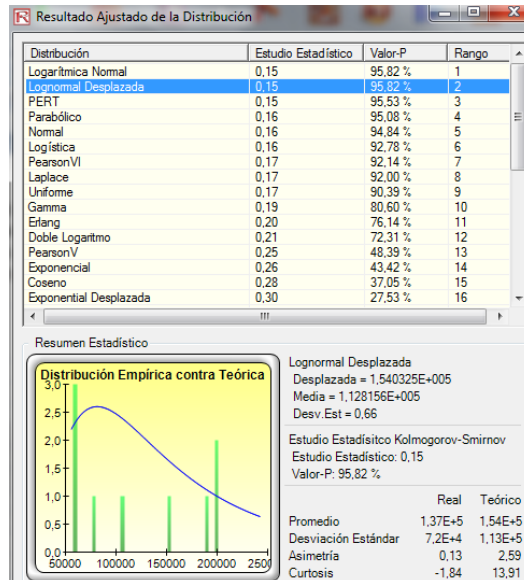 Resultado Ajustado de la Distribución
Distribución Estudio Estadístico Valor-P Rango
Logarítmica Normal 0,15 95,82 % 1
Lognormal Desplazada 0,15 95,82 % 2
PERT 0,15 95,53 % 3
Parabólico 0,16 95,08 % 4
Normal 0,16 94,84 % 5
Logística 0,16 92,78 % 6
PearsonVI 0,17 92,14 % 7
Laplace 0,17 92,00 % 8
Uniforme 0,17 90,39 % 9
Gamma 0,19 80,60 % 10
Erlang 0,20 76,14 % 11
Doble Logaritmo 0,21 72,31 % 12
PearsonV 0,25 48,39 % 13
Exponencial 0,26 43,42 % 14
Coseno 0,28 37,05 % 15
Exponential Desplazada 0,30 27,53 % 16
Resumen Estadístico
Distribución Empírica contra Teórica
3,0
2,5
2,0
1,5
1,0
0,5
0,0
50000 100000 150000 200000 2500
Lognormal Desplazada
Desplazada = 1,540325E+005
Media = 1,128156E+005
Desv.Est = 0,66
Estudio Estadísitco Kolmogorov-Smirnov
Estudio Estadístico: 0,15
Valor-P: 95,82 %
Real Teórico
Promedio 1,37E+5 1,54E+5
Desviación Estándar 7,2E+4 1,13E+5
Asimetría 0,13 2,59
Curtosis -1,84 13,91